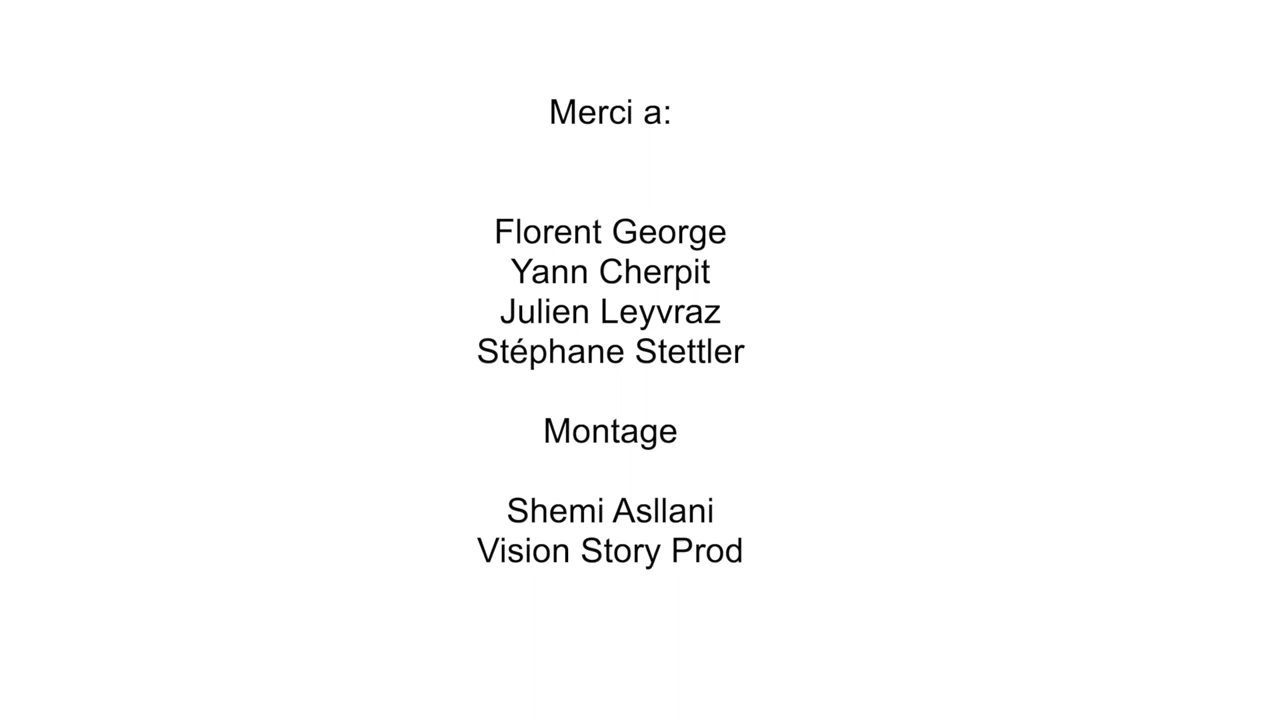 Merci a:
Florent George
Yann Cherpit
Julien Leyvraz
Stéphane Stettler
Montage
Shemi Asllani
Vision Story Prod